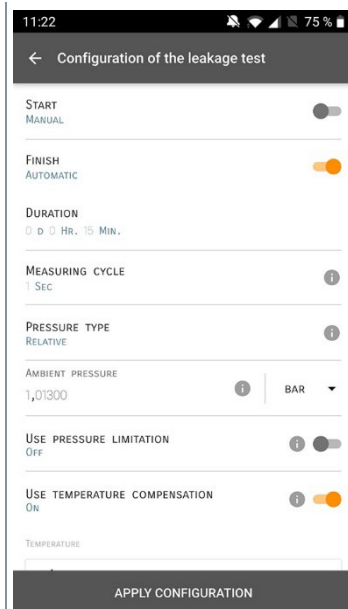 11:22
75 %
Configuration of the leakage test
START
MANUAL
FINISH
AUTOMATIC
DURATION
0 D 0 HR. 15 MIN.
MEASURING CYCLE
1 SEC
PRESSURE TYPE
RELATIVE
AMBIENT PRESSURE
1,01300
BAR
USE PRESSURE LIMITATION
OFF
USE TEMPERATURE COMPENSATION
ON
TEMPERATURE
APPLY CONFIGURATION